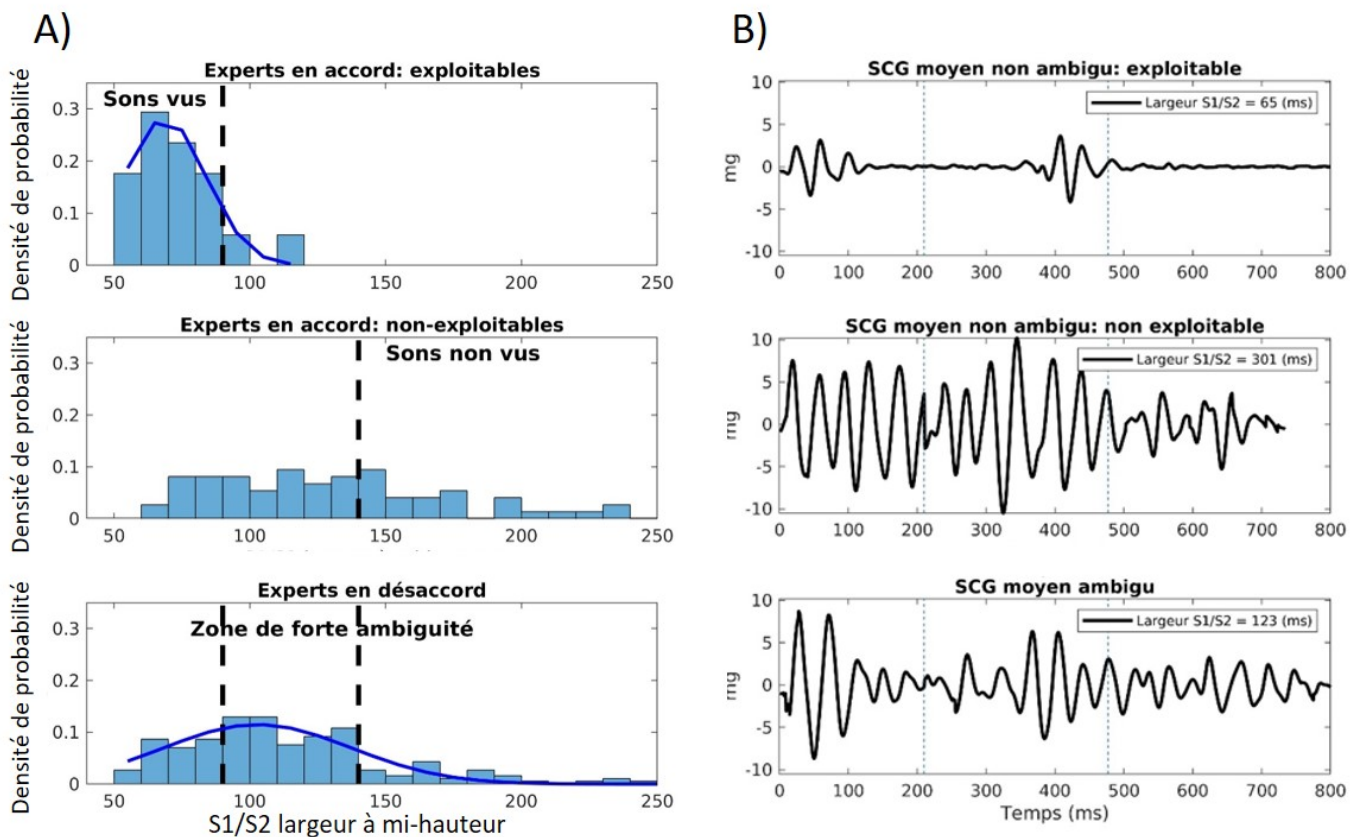 A)
Experts en accord: exploitables
Densité de probabilité
Sons vus
0.3
0.2
0.1
0
50 100 150 200 250
Experts en accord: non-exploitables
Densité de probabilité
Sons non vus
0.3
0.2
0.1
0
50 100 150 200 250
Experts en désaccord
Densité de probabilité
Zone de forte ambiguité
0.3
0.2
0.1
0
50 100 150 200 250
S1/S2 largeur à mi-hauteur
B)
SCG moyen non ambigu: exploitable
Largeur S1/S2 = 65 (ms)
mg
10
5
0
-5
-10
0 100 200 300 400 500 600 700 800
SCG moyen non ambigu: non exploitable
Largeur S1/S2 = 301 (ms)
mg
10
5
0
-5
-10
0 100 200 300 400 500 600 700 800
SCG moyen ambigu
Largeur S1/S2 = 123 (ms)
mg
10
5
0
-5
-10
0 100 200 300 400 500 600 700 800
Temps (ms)